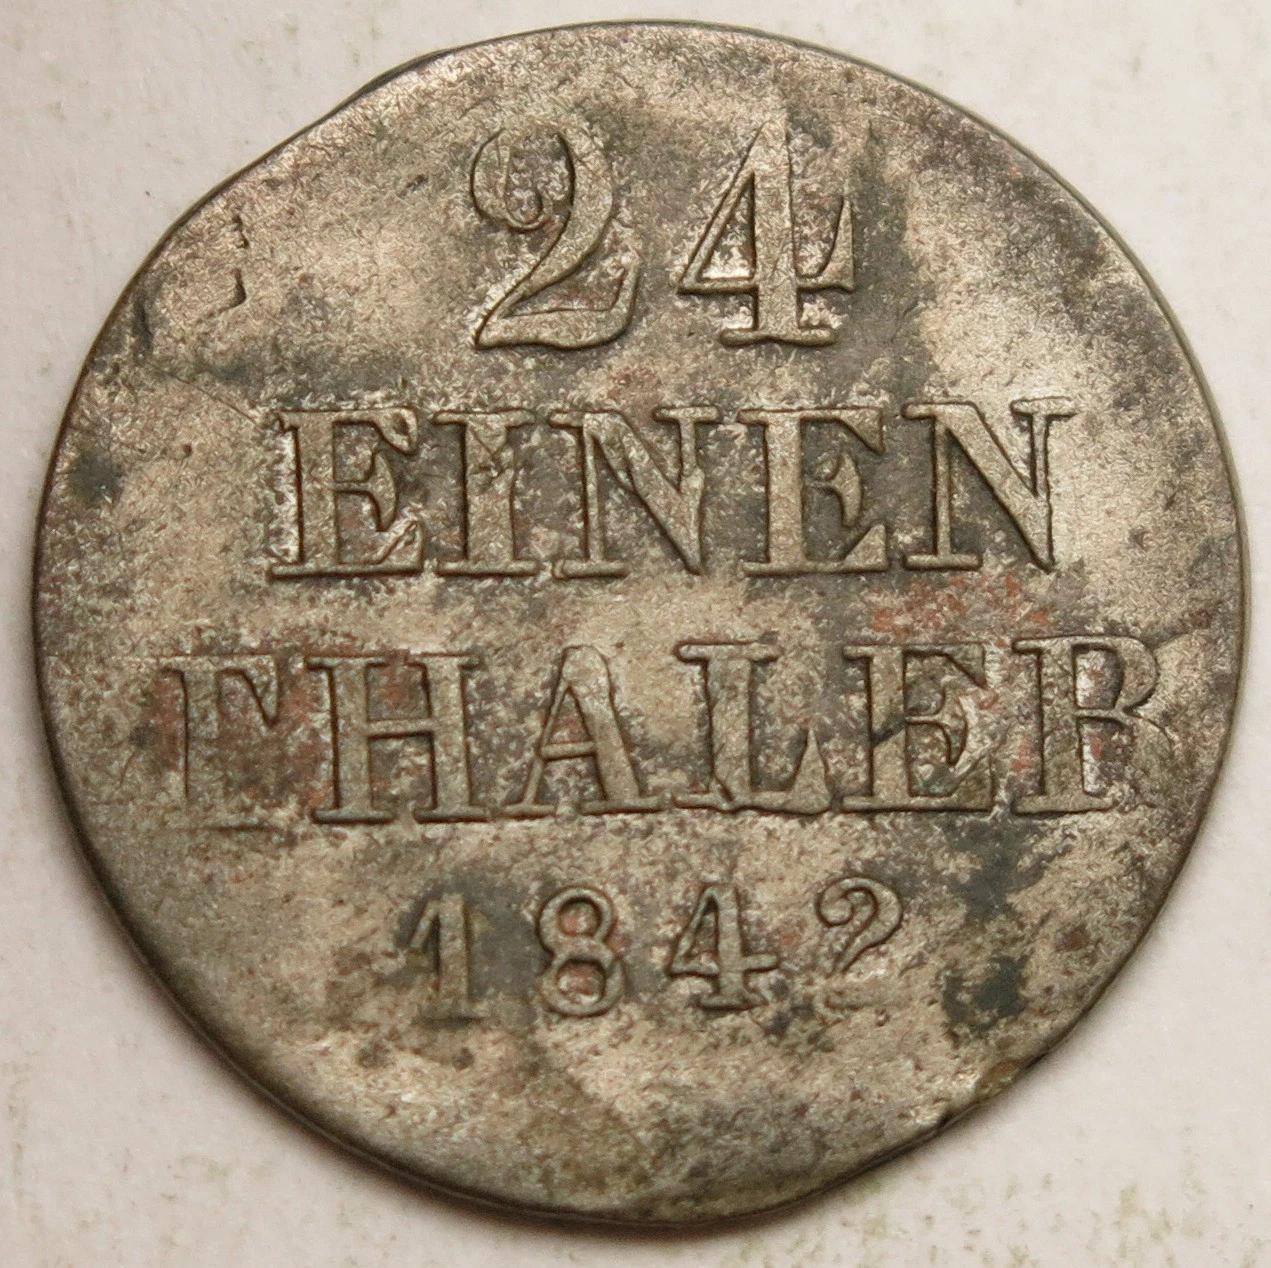 24
EINEN
THALER
1842